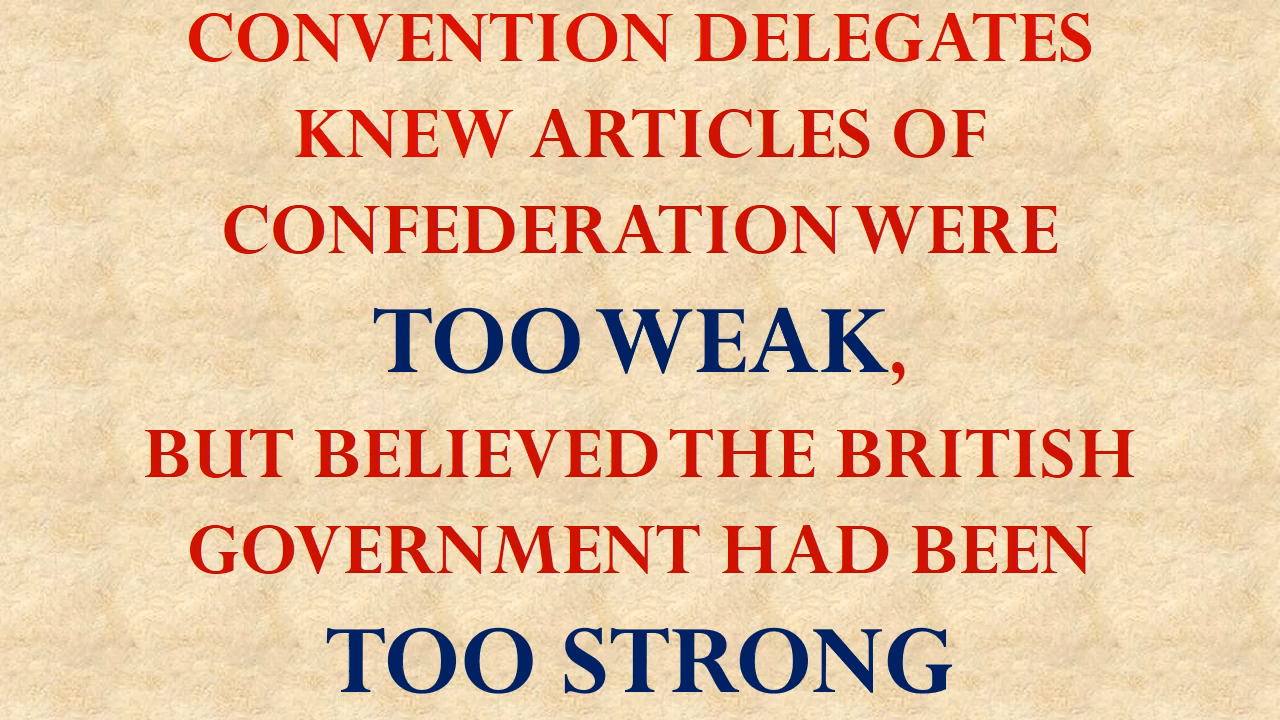 CONVENTION DELEGATES
KNEW ARTICLES OF
CONFEDERATION WERE
TOO WEAK,
BUT BELIEVED THE BRITISH
GOVERNMENT HAD BEEN
TOO STRONG